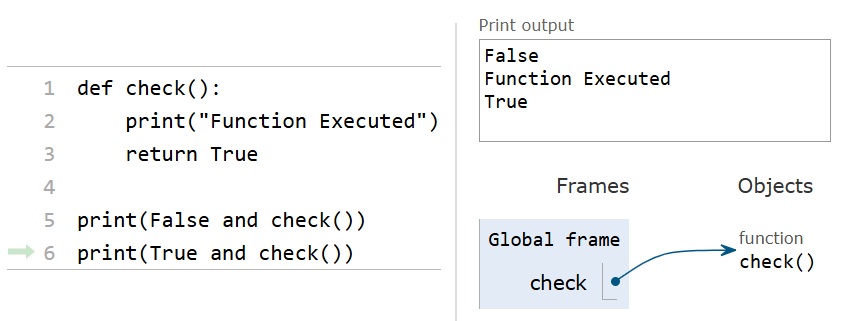 1 def check():
2     print("Function Executed")
3     return True
4
5 print(False and check())
6 print(True and check())
Print output
False
Function Executed
True
Frames Objects
Global frame
check
function
check()